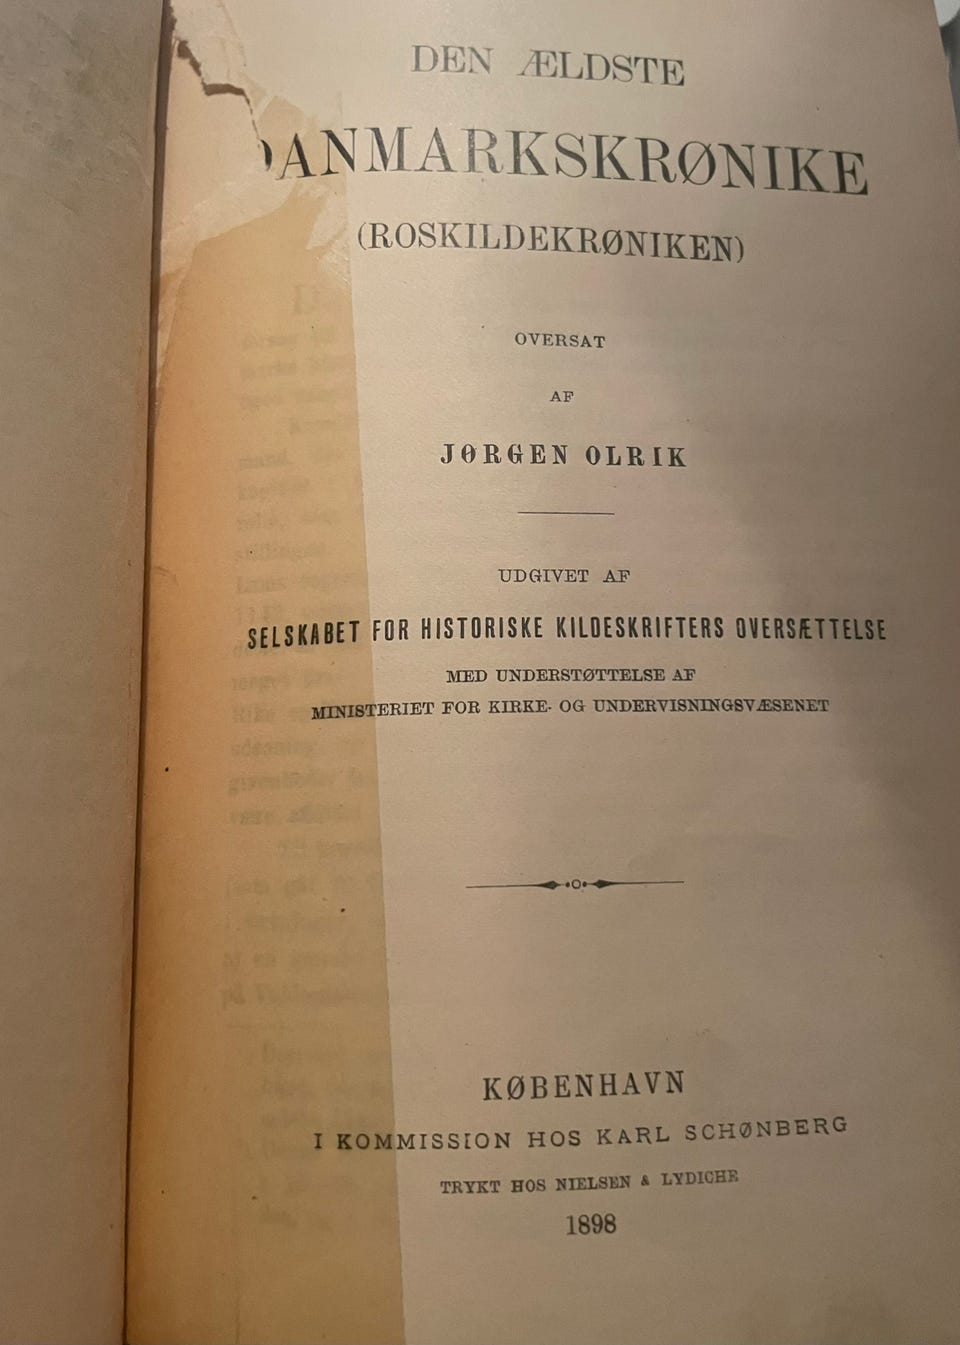 DEN ÆLDSTE
DANMARKSKRØNIKE
(ROSKILDEKRØNIKEN)
OVERSAT
AF
JØRGEN OLRIK
UDGIVET AF
SELSKABET FOR HISTORISKE KILDESKRIFTERS OVERSÆTTELSE
MED UNDERSTØTTELSE AF
MINISTERIET FOR KIRKE- OG UNDERVISNINGSVÆSENET
KØBENHAVN
I KOMMISSION HOS KARL SCHØNBERG
TRYKT HOS NIELSEN & LYDICHE
1898